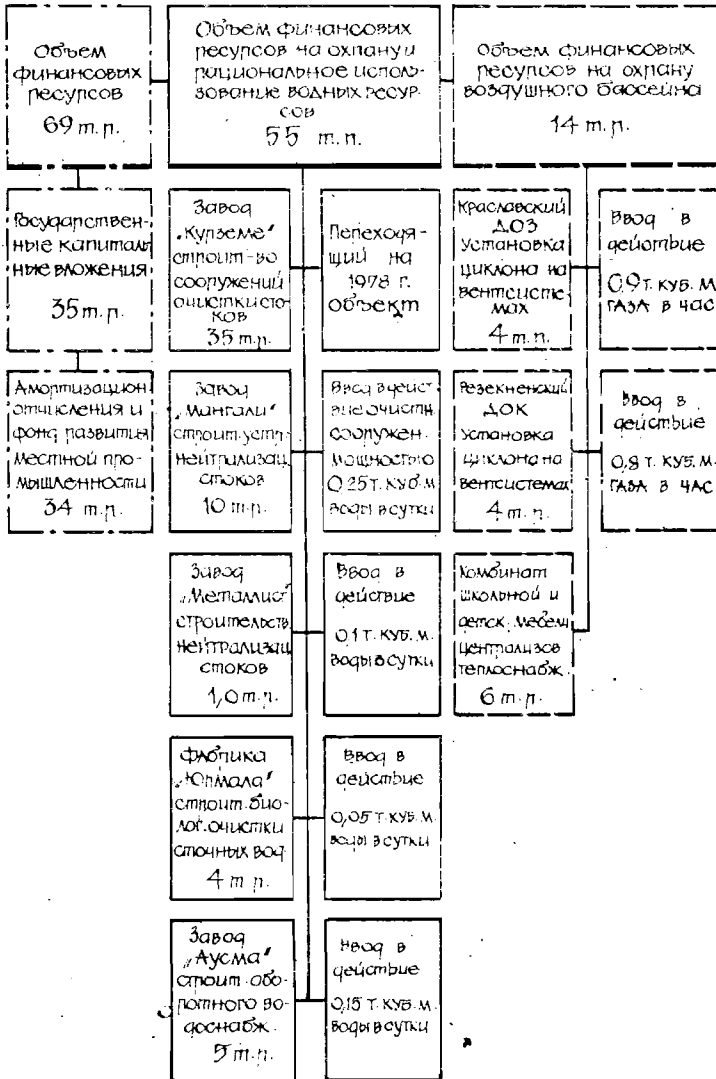 Объем
финансовых
ресурсов
69 т.р.
Объем финансовых
ресурсов на охрану и
рациональное исполь-
зование водных ресур
сов
55 т.р.
Объем финансовых
ресурсов на охрану
воздушного бассейна
14 т.р.
Государствен-
ные капиталь
ные вложения
35 т.р.
Завод
„Курземе"
строит-во
сооружений
очистки сто
ков
35 т.р.
Переходя-
щий на
1978 г.
объект
Краславский
ДОЗ
Установка
циклона на
вентсисте-
мах
4 т.р.
Ввод в
действие
0,9 т. куб. м
газа в час
Амортизацион
отчисления и
фонд развития
местной про-
мышленности
34 т.р.
Завод
„Мангали"
строит. устр.
нейтрализац.
стоков
10 т.р.
Ввод в дейст
вие очистн.
сооружен.
мощностью
0,25 т. куб. м
воды в сутки
Резекненский
ДОК
Установка
циклона на
вентсистемах
4 т.р.
Ввод в
действие
0,8 т. куб. м.
газа в час
Завод
„Металлист"
строительств.
нейтрализац
стоков
1,0 т.р.
Ввод в
действие
0,1 т. куб. м.
воды в сутки
Комбинат
школьной и
детск. мебели
централизов
теплоснабж.
6 т.р.
Фабрика
„Юрмала"
строит. био-
лог. очистки
сточных вод
4 т.р.
Ввод в
действие
0,05 т. куб. м.
воды в сутки
Завод
„Аусма"
строит. обо-
ротного во-
доснабж.
5 т.р.
Ввод в
действие
0,15 т. куб. м.
воды в сутки